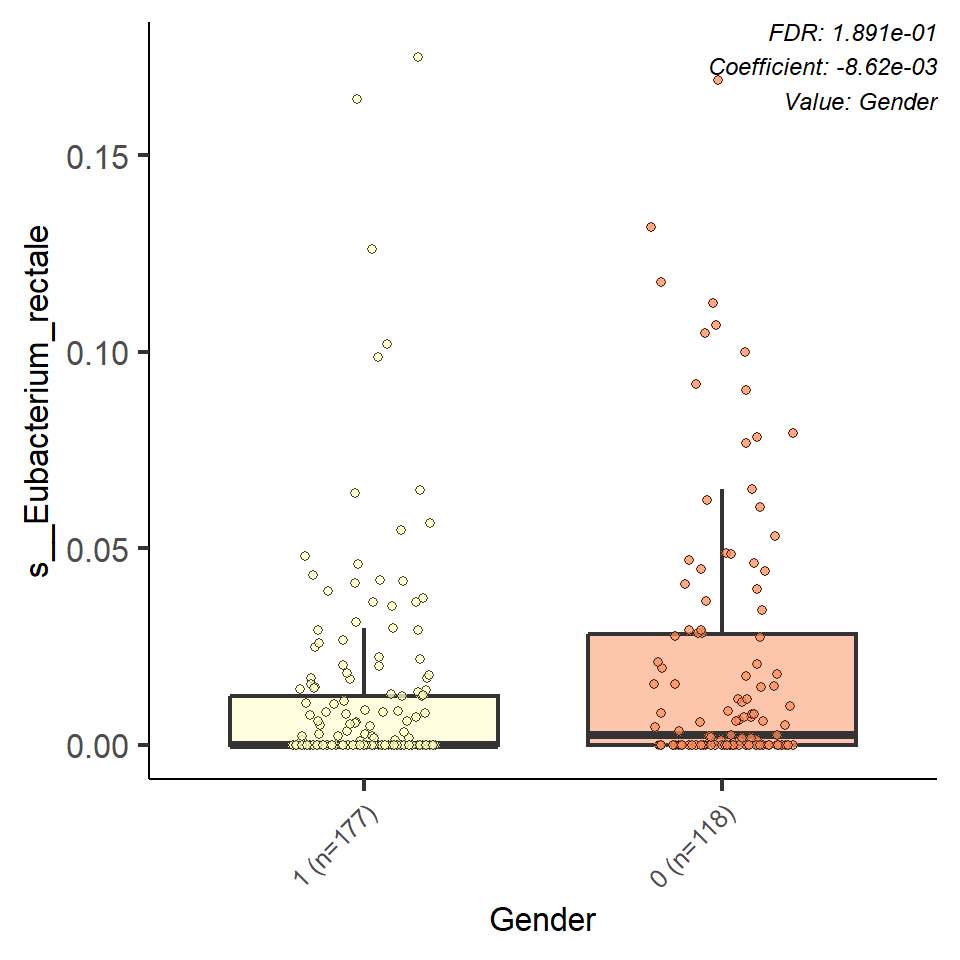 FDR: 1.891e-01
Coefficient: -8.62e-03
Value: Gender
s__Eubacterium_rectale
0.15
0.10
0.05
0.00
1 (n=177)
0 (n=118)
Gender